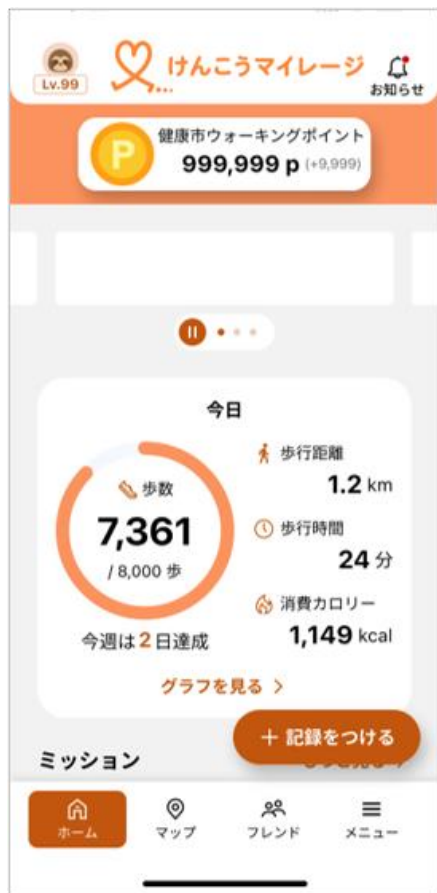 Lv.99
けんこうマイレージ
お知らせ
P
健康市ウォーキングポイント
999,999 p (+9,999)
今日
歩数
7,361
/ 8,000 歩
今週は2日達成
歩行距離
1.2 km
歩行時間
24 分
消費カロリー
1,149 kcal
グラフを見る >
+ 記録をつける
ミッション
ホーム
マップ
フレンド
メニュー